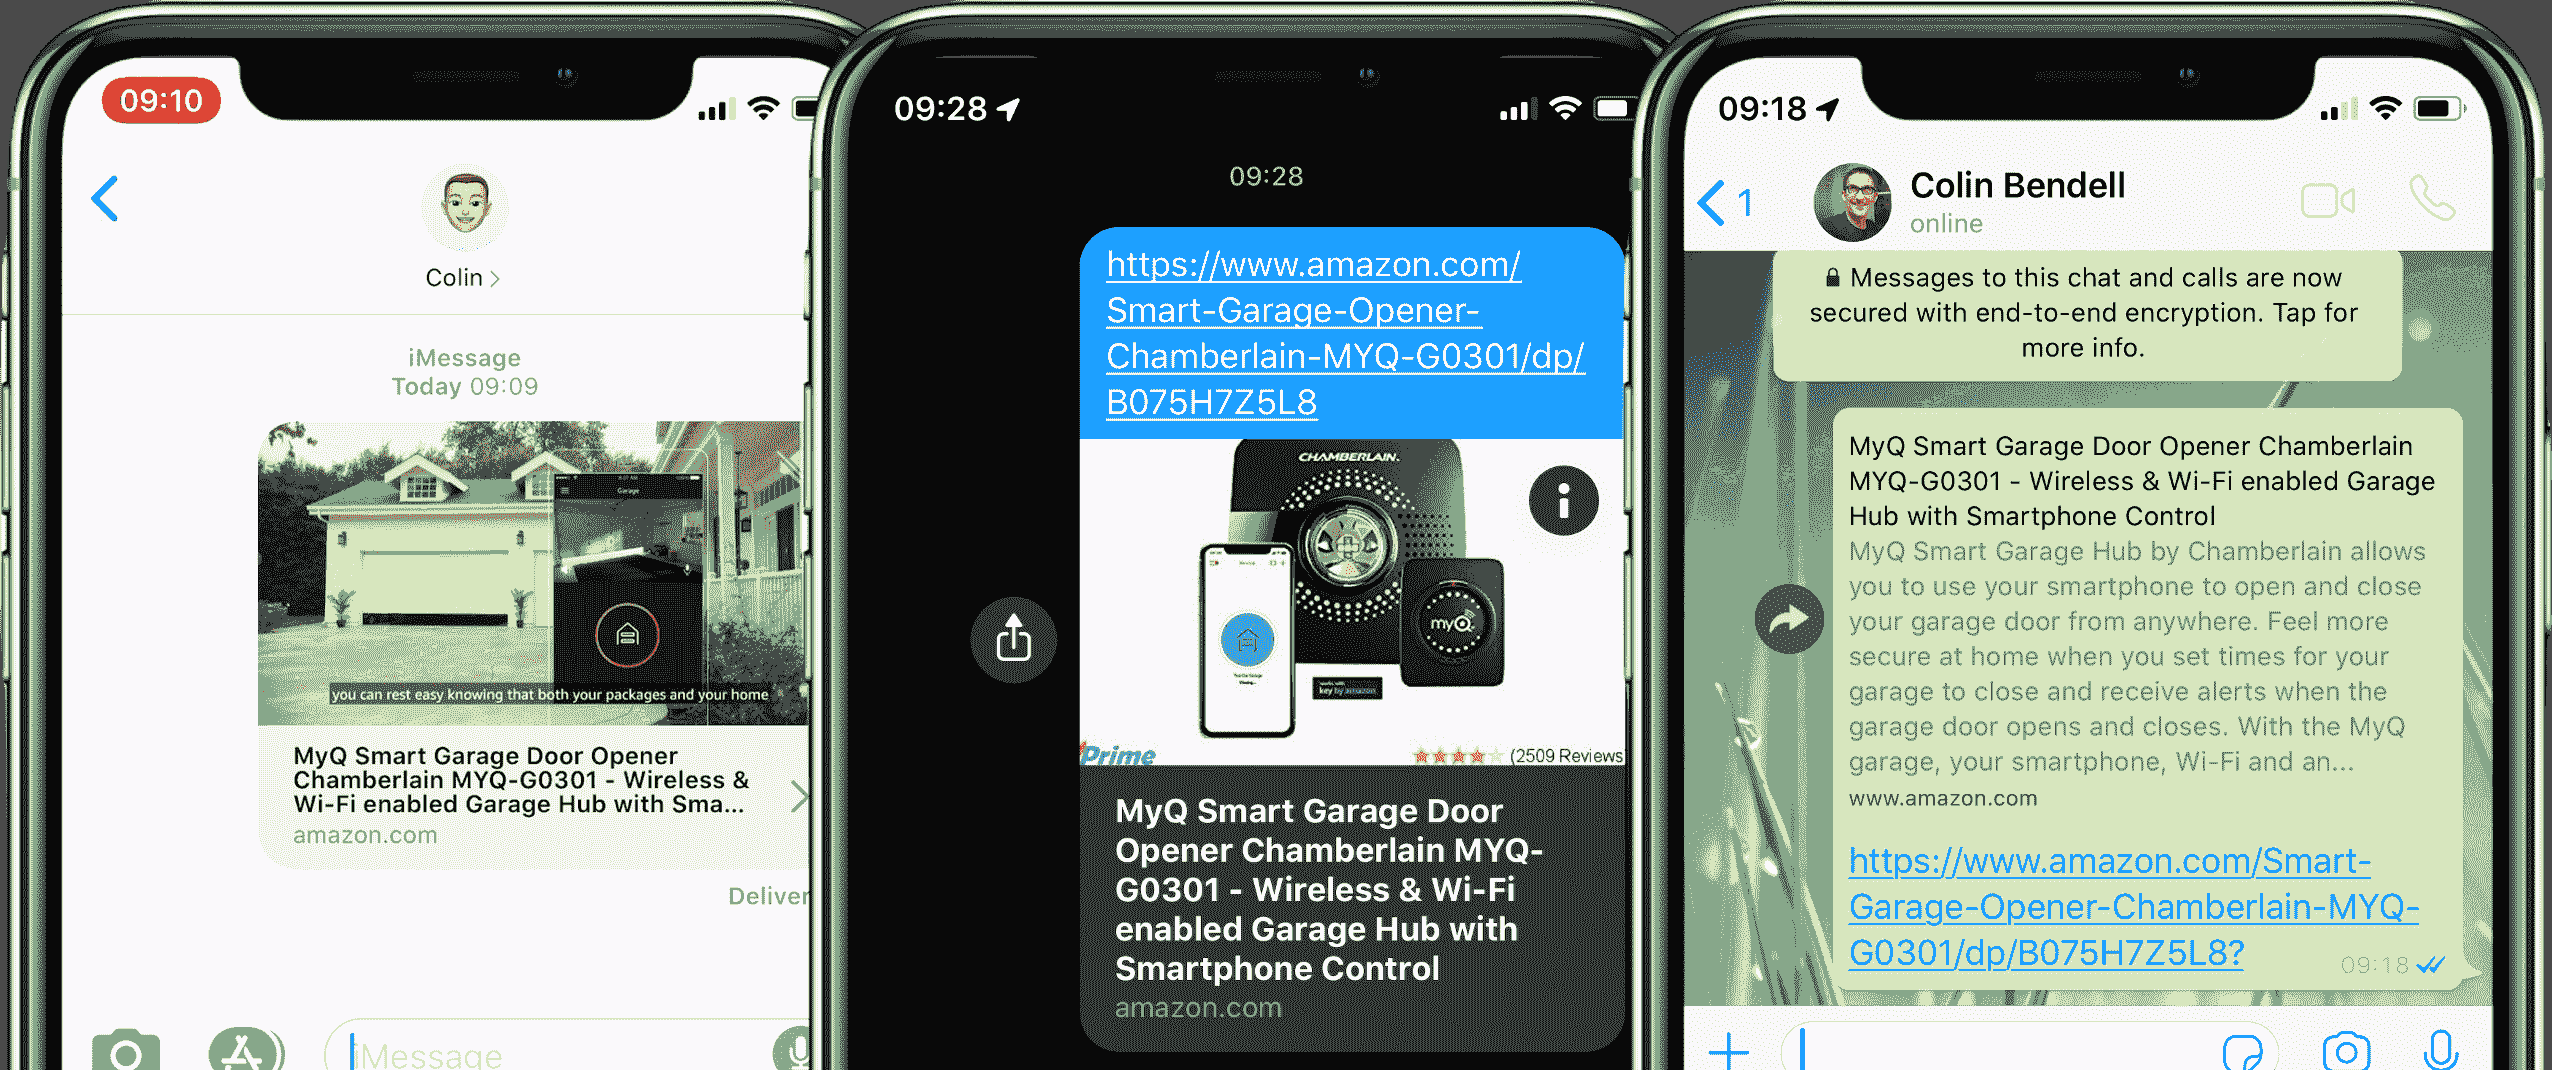 09:10
Colin >
iMessage
Today 09:09
Garage
you can rest easy knowing that both your packages and your home
MyQ Smart Garage Door Opener
Chamberlain MYQ-G0301 - Wireless &
Wi-Fi enabled Garage Hub with Sma...
amazon.com
Deliver
iMessage
09:28
09:28
https://www.amazon.com/
Smart-Garage-Opener-
Chamberlain-MYQ-G0301/dp/
B075H7Z5L8
CHAMBERLAIN.
myQ
works with
key by amazon
Prime
(2509 Reviews
MyQ Smart Garage Door
Opener Chamberlain MYQ-
G0301 - Wireless & Wi-Fi
enabled Garage Hub with
Smartphone Control
amazon.com
09:18
1
Colin Bendell
online
Messages to this chat and calls are now
secured with end-to-end encryption. Tap for
more info.
MyQ Smart Garage Door Opener Chamberlain
MYQ-G0301 - Wireless & Wi-Fi enabled Garage
Hub with Smartphone Control
MyQ Smart Garage Hub by Chamberlain allows
you to use your smartphone to open and close
your garage door from anywhere. Feel more
secure at home when you set times for your
garage to close and receive alerts when the
garage door opens and closes. With the MyQ
garage, your smartphone, Wi-Fi and an...
www.amazon.com
https://www.amazon.com/Smart-
Garage-Opener-Chamberlain-MYQ-
G0301/dp/B075H7Z5L8?
09:18